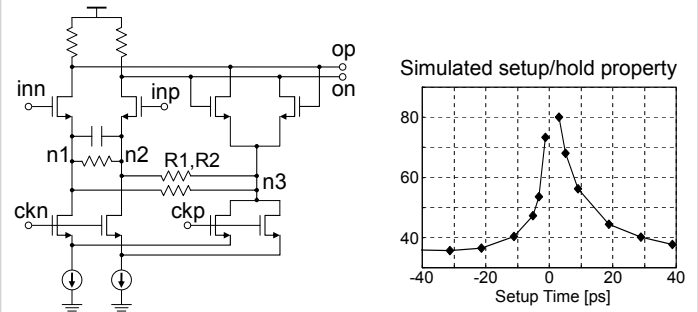 op
on
inn
inp
n1
n2
R1,R2
n3
ckn
ckp
Simulated setup/hold property
80
60
40
-40 -20 0 20 40
Setup Time [ps]